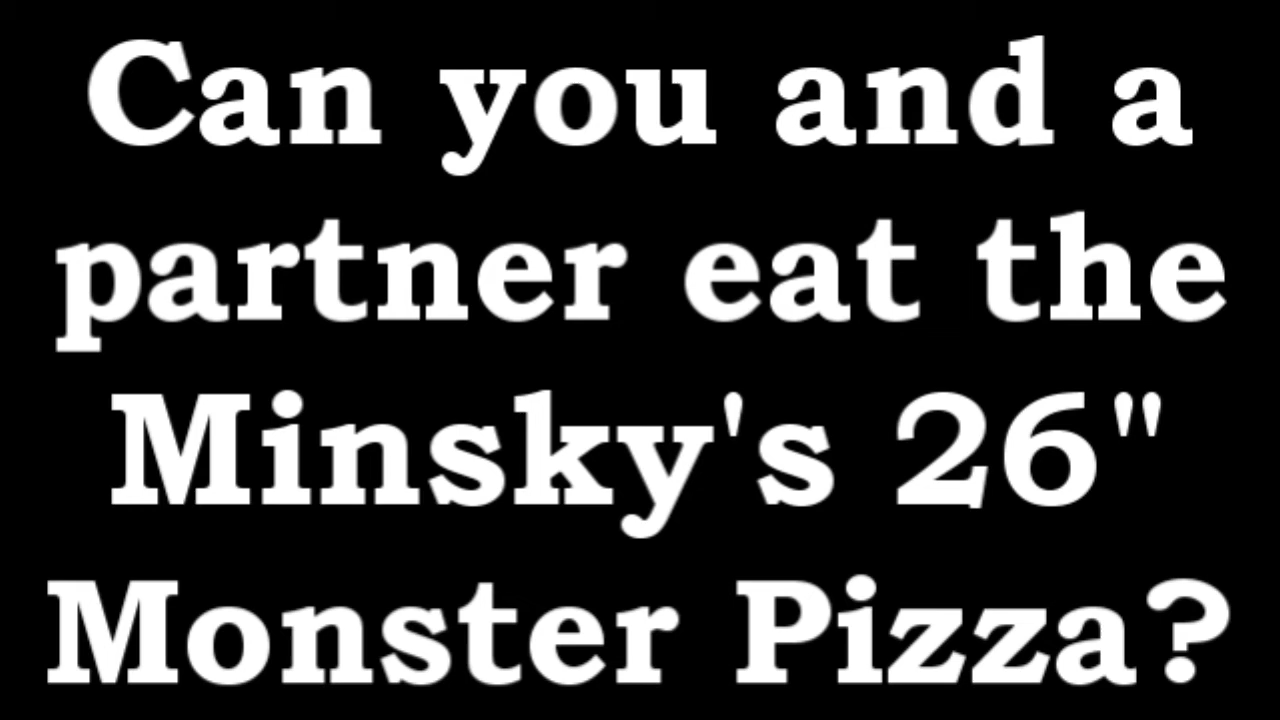 Can you and a
partner eat the
Minsky's 26"
Monster Pizza?